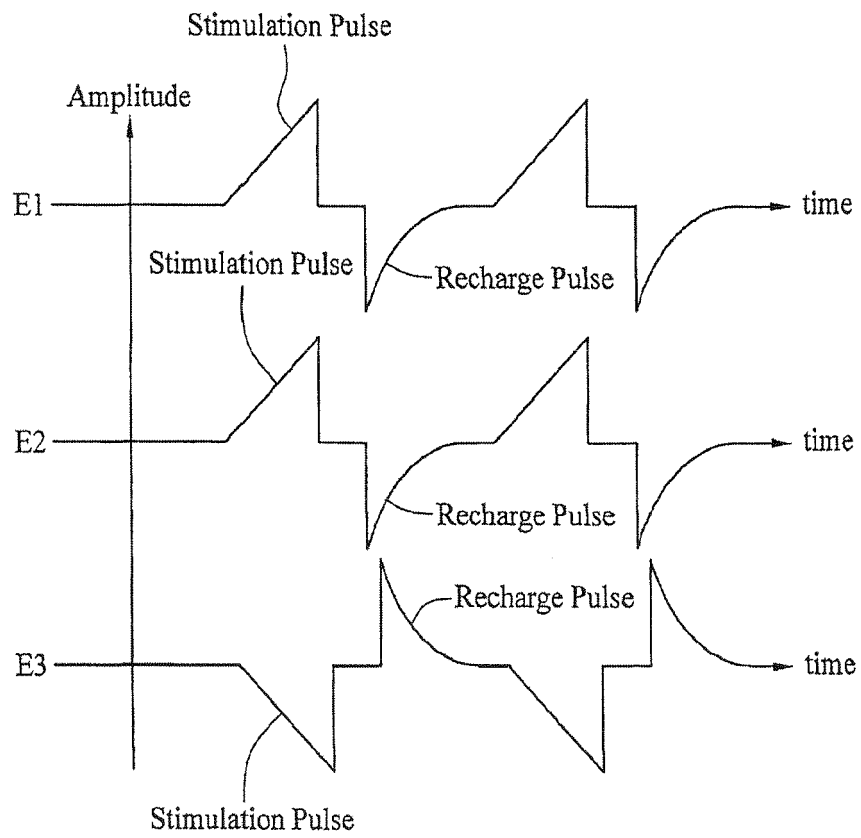 Stimulation Pulse
Amplitude
E1
time
Stimulation Pulse
Recharge Pulse
E2
time
Recharge Pulse
Recharge Pulse
E3
time
Stimulation Pulse